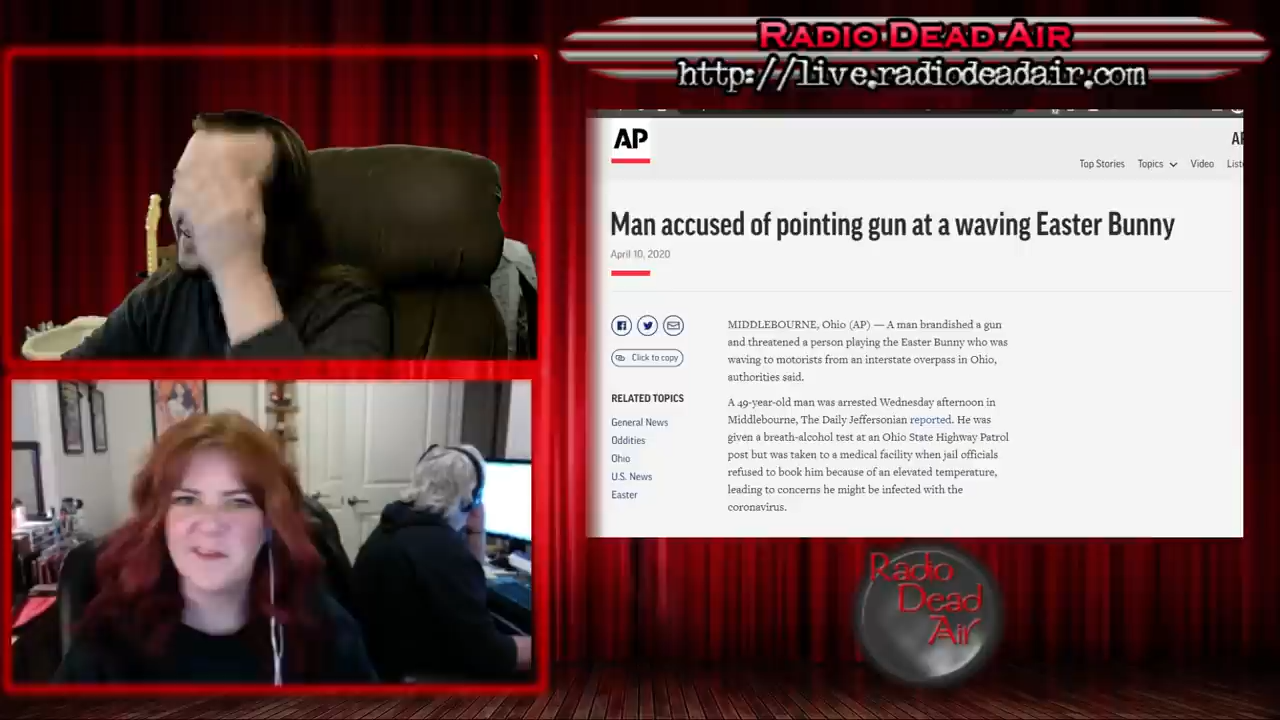 RADIO DEAD AIR
http://live.radiodeadair.com
AP
Top Stories Topics Video
Man accused of pointing gun at a waving Easter Bunny
April 10, 2020
Click to copy
RELATED TOPICS
General News
Oddities
Ohio
U.S. News
Easter
MIDDLEBOURNE, Ohio (AP) — A man brandished a gun
and threatened a person playing the Easter Bunny who was
waving to motorists from an interstate overpass in Ohio,
authorities said.
A 49-year-old man was arrested Wednesday afternoon in
Middlebourne, The Daily Jeffersonian reported. He was
given a breath-alcohol test at an Ohio State Highway Patrol
post but was taken to a medical facility when jail officials
refused to book him because of an elevated temperature,
leading to concerns he might be infected with the
coronavirus.
Radio
Dead
Air